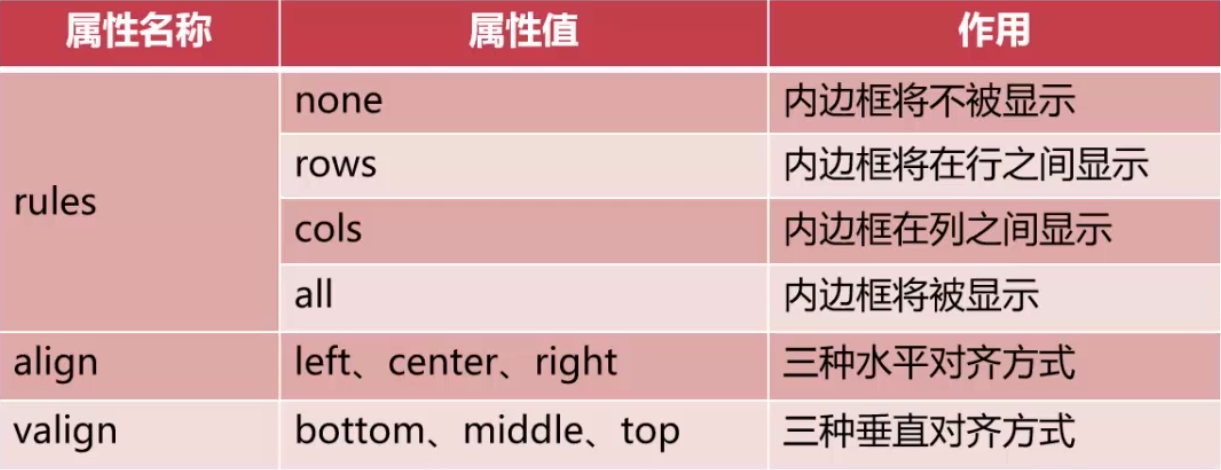 属性名称 属性值 作用
none 内边框将不被显示
rows 内边框将在行之间显示
rules
cols 内边框在列之间显示
all 内边框将被显示
align left、center、right 三种水平对齐方式
valign bottom、middle、top 三种垂直对齐方式